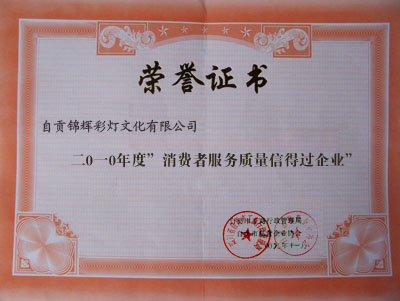 荣誉证书
自贡锦辉彩灯文化有限公司
二0一0年度”消费者服务质量信得过企业”